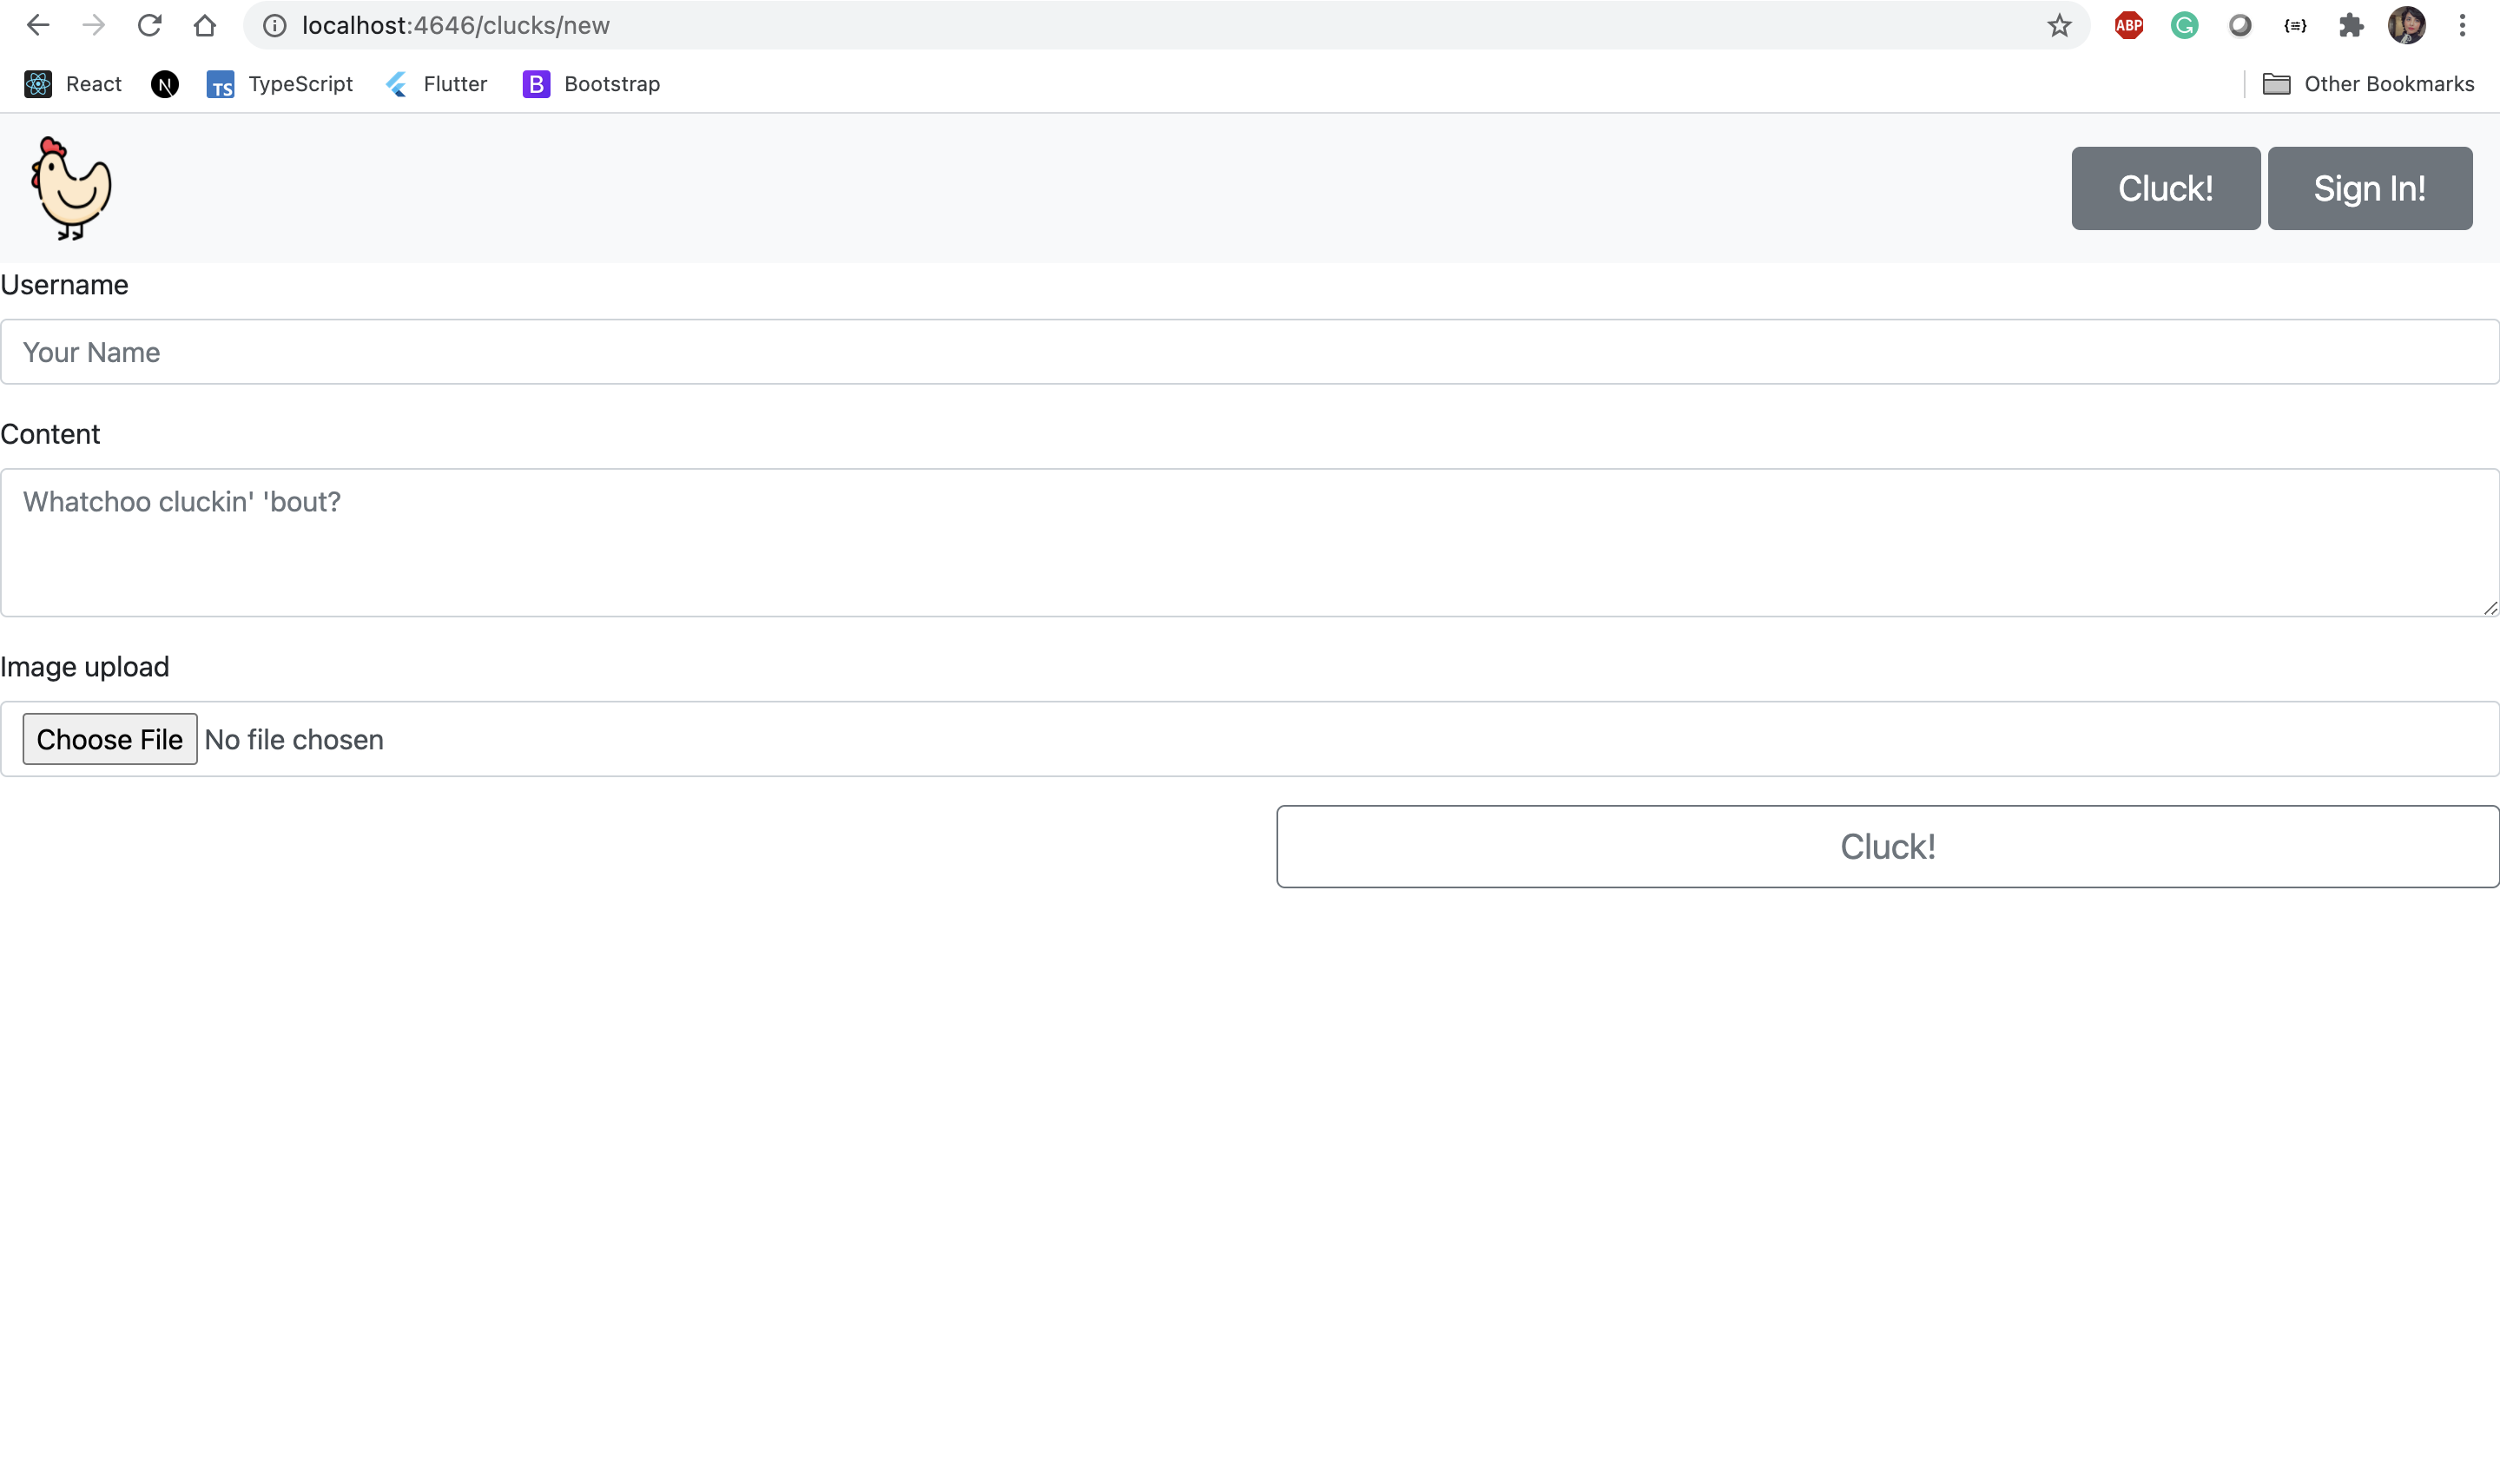 localhost:4646/clucks/new
ABP
G
{≡}
React
N
TS TypeScript
Flutter
B Bootstrap
Other Bookmarks
Cluck!
Sign In!
Username
Your Name
Content
Whatchoo cluckin' 'bout?
Image upload
Choose File No file chosen
Cluck!